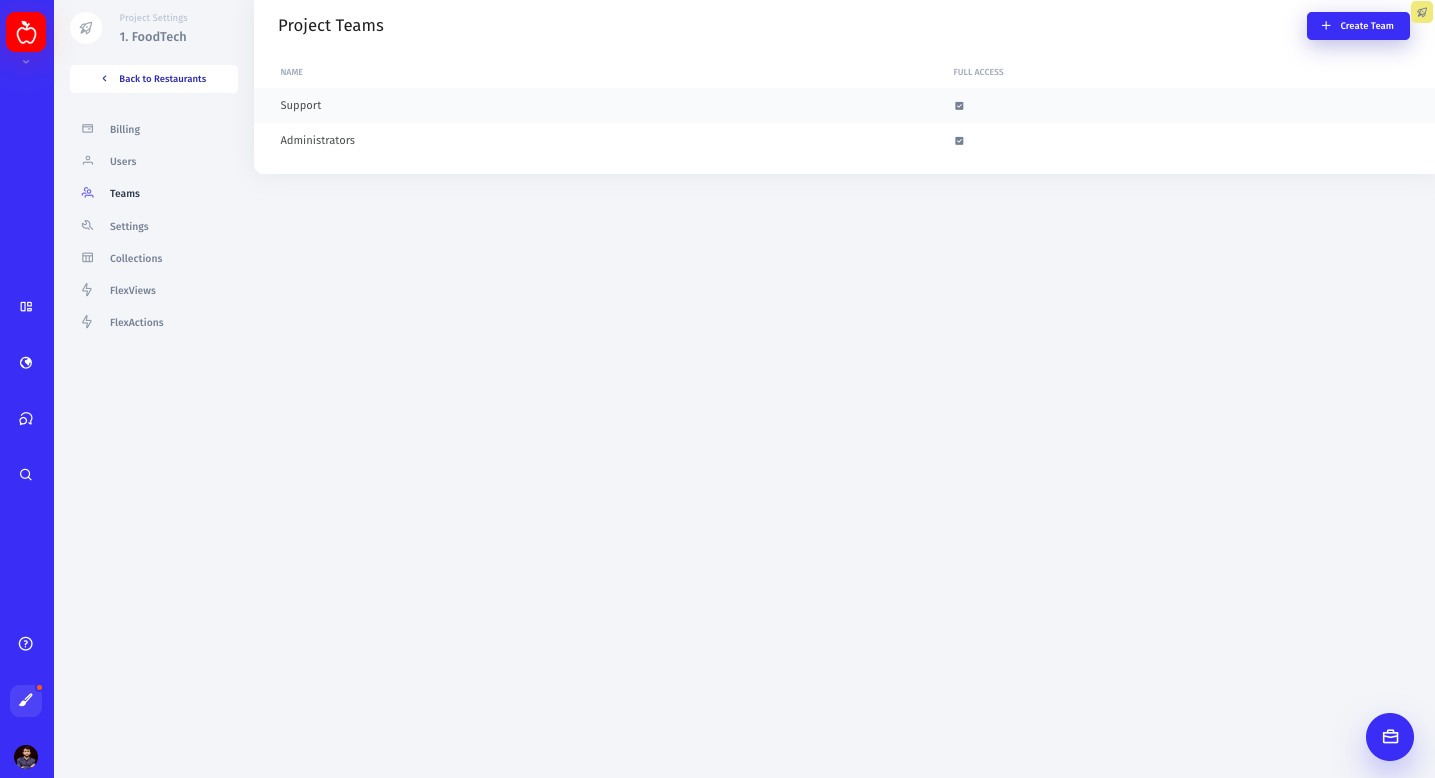 Project Settings
1. FoodTech
Back to Restaurants
Billing
Users
Teams
Settings
Collections
FlexViews
FlexActions
Project Teams
Create Team
NAME
FULL ACCESS
Support
Administrators